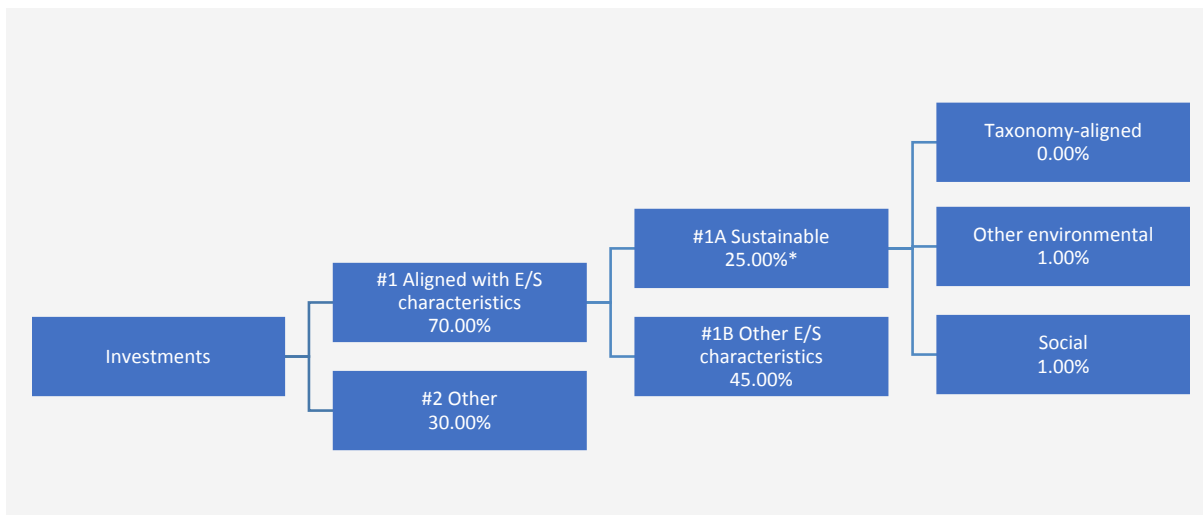 Investments
#1 Aligned with E/S
characteristics
70.00%
#2 Other
30.00%
#1A Sustainable
25.00%*
#1B Other E/S
characteristics
45.00%
Taxonomy-aligned
0.00%
Other environmental
1.00%
Social
1.00%